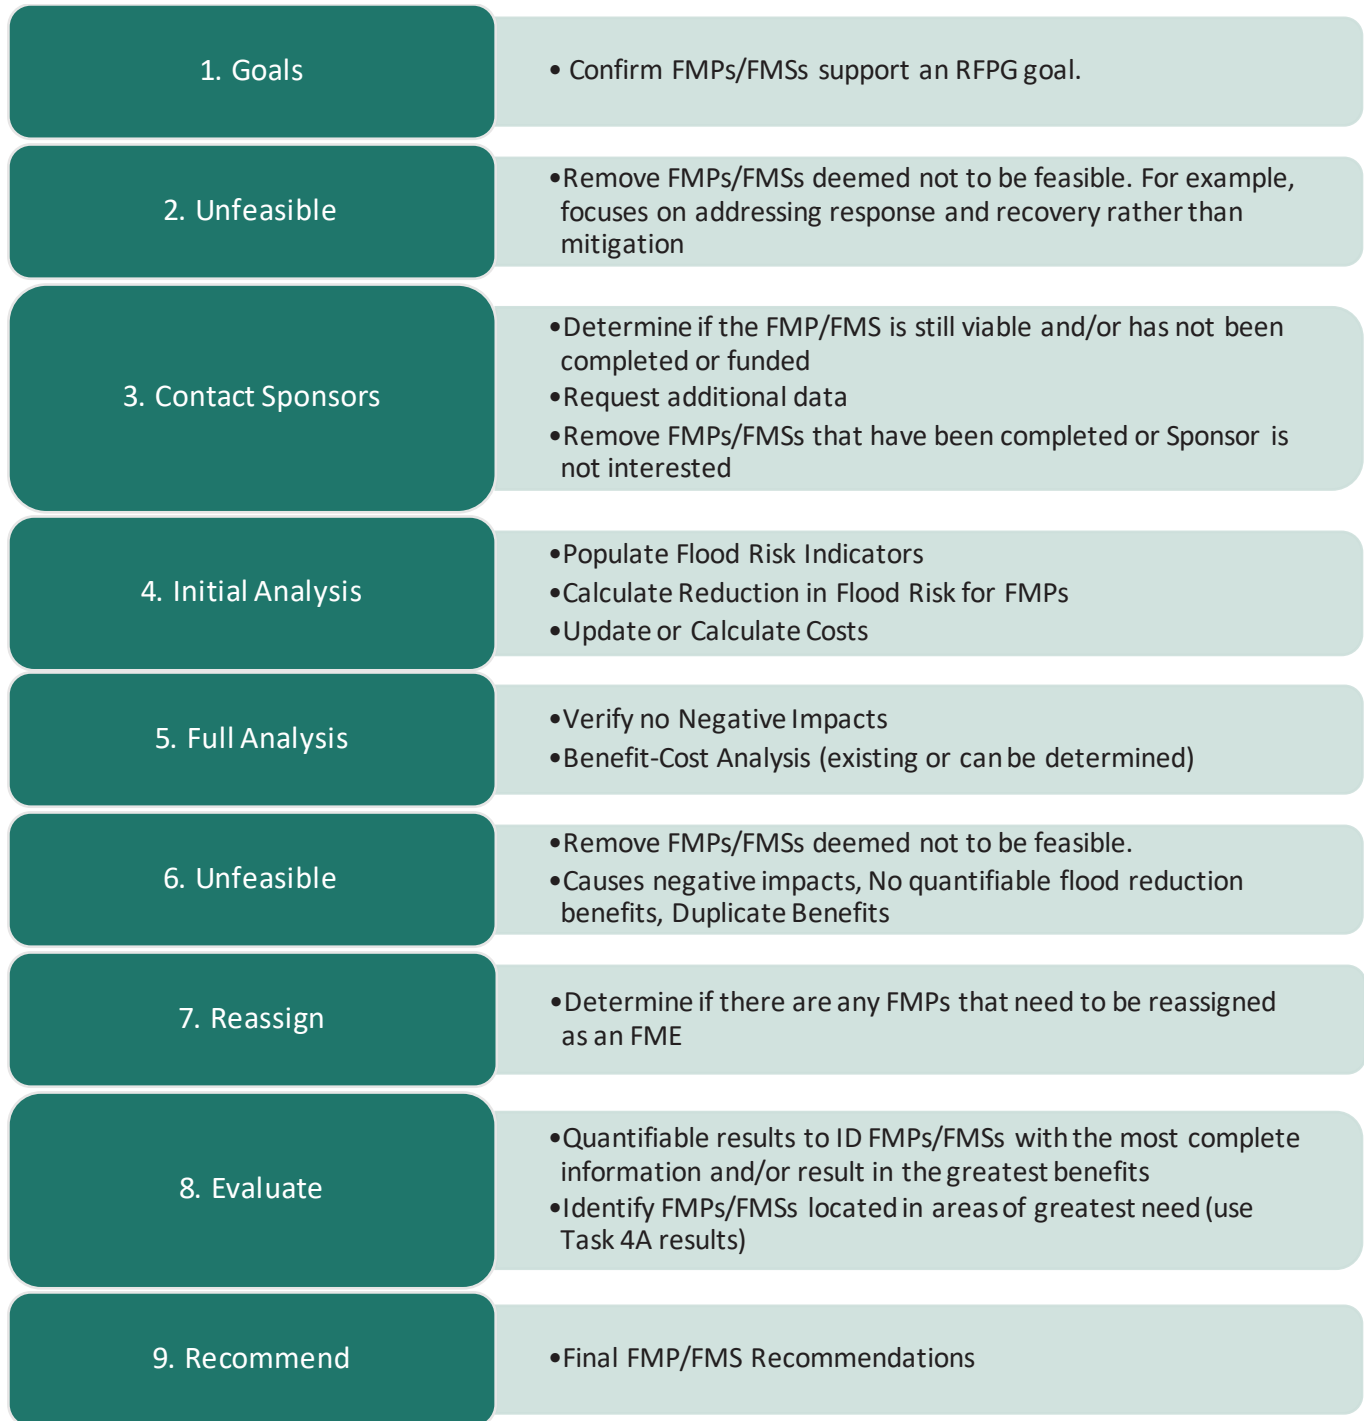 1. Goals
• Confirm FMPs/FMSs support an RFPG goal.
2. Unfeasible
•Remove FMPs/FMSs deemed not to be feasible. For example,
focuses on addressing response and recovery rather than
mitigation
3. Contact Sponsors
•Determine if the FMP/FMS is still viable and/or has not been
completed or funded
•Request additional data
•Remove FMPs/FMSs that have been completed or Sponsor is
not interested
4. Initial Analysis
•Populate Flood Risk Indicators
•Calculate Reduction in Flood Risk for FMPs
•Update or Calculate Costs
5. Full Analysis
•Verify no Negative Impacts
•Benefit-Cost Analysis (existing or can be determined)
6. Unfeasible
•Remove FMPs/FMSs deemed not to be feasible.
•Causes negative impacts, No quantifiable flood reduction
benefits, Duplicate Benefits
7. Reassign
•Determine if there are any FMPs that need to be reassigned
as an FME
8. Evaluate
•Quantifiable results to ID FMPs/FMSs with the most complete
information and/or result in the greatest benefits
•Identify FMPs/FMSs located in areas of greatest need (use
Task 4A results)
9. Recommend
•Final FMP/FMS Recommendations